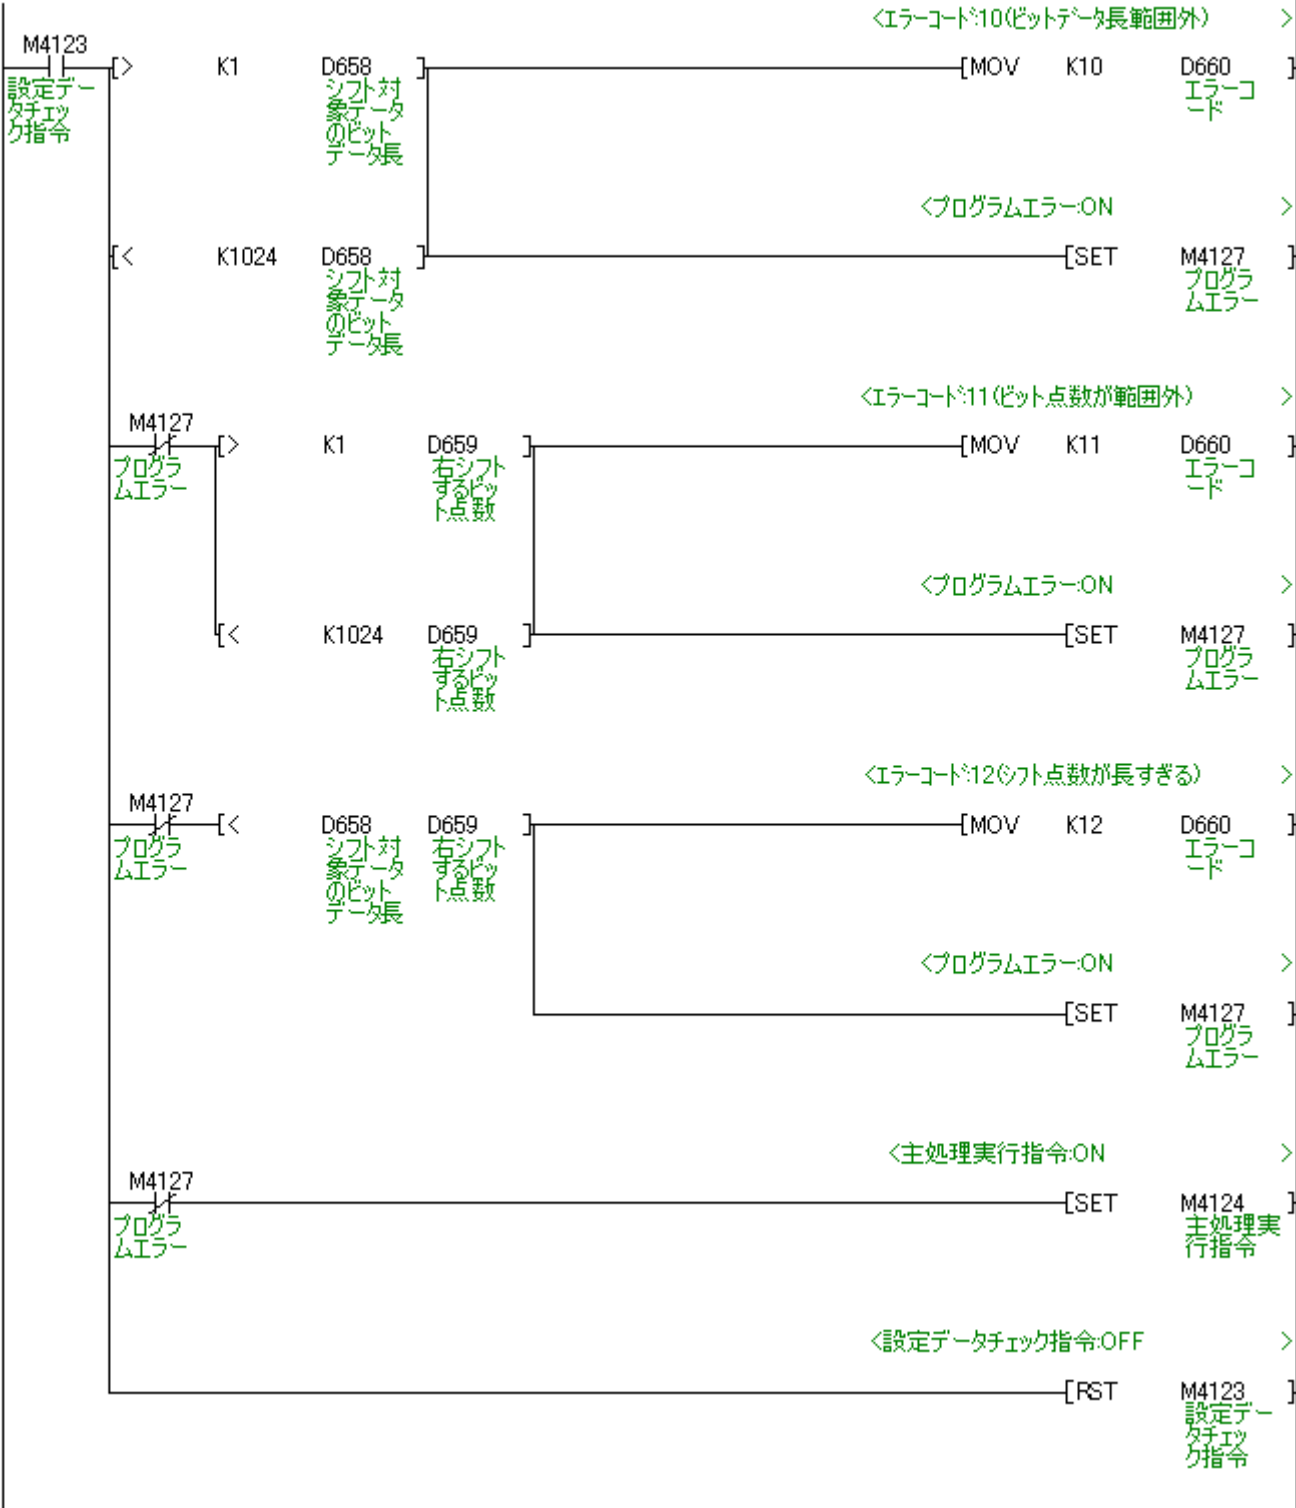 <エラーコード:10(ビットデータ長範囲外) >
M4123
[> K1 D658 ] [MOV K10 D660 ]
設定デー
タチェッ
ク指令
シフト対
象データ
のビット
データ長
エラーコ
ード
<プログラムエラー:ON >
[< K1024 D658 ] [SET M4127 ]
シフト対
象データ
のビット
データ長
プログラ
ムエラー
<エラーコード:11(ビット点数が範囲外) >
M4127
[> K1 D659 ] [MOV K11 D660 ]
プログラ
ムエラー
右シフト
するビッ
ト点数
エラーコ
ード
<プログラムエラー:ON >
[< K1024 D659 ] [SET M4127 ]
右シフト
するビッ
ト点数
プログラ
ムエラー
<エラーコード:12(シフト点数が長すぎる) >
M4127
[< D658 D659 ] [MOV K12 D660 ]
プログラ
ムエラー
シフト対
象データ
のビット
データ長
右シフト
するビッ
ト点数
エラーコ
ード
<プログラムエラー:ON >
[SET M4127 ]
プログラ
ムエラー
<主処理実行指令:ON >
M4127
[SET M4124 ]
プログラ
ムエラー
主処理実
行指令
<設定データチェック指令:OFF >
[RST M4123 ]
設定デー
タチェッ
ク指令